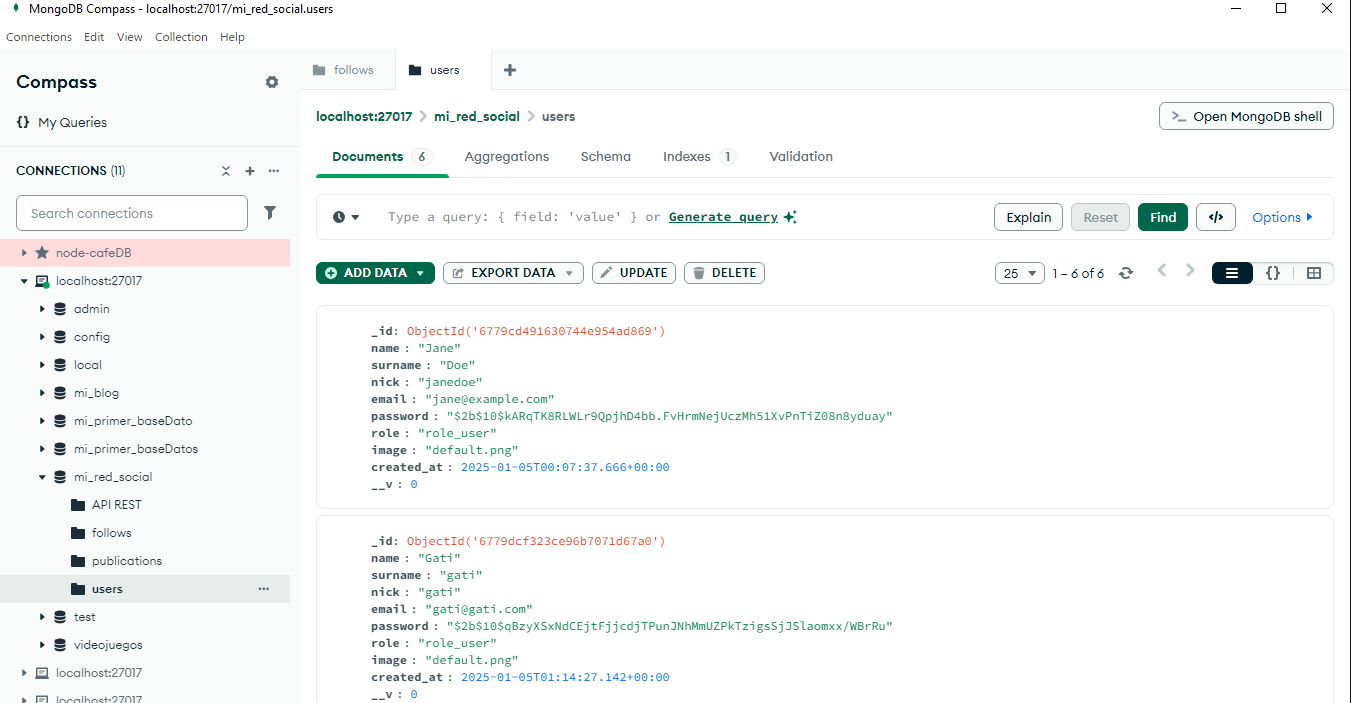 MongoDB Compass - localhost:27017/mi_red_social.users
Connections Edit View Collection Help
Compass
{} My Queries
CONNECTIONS (11)
Search connections
node-cafeDB
localhost:27017
admin
config
local
mi_blog
mi_primer_baseDato
mi_primer_baseDatos
mi_red_social
API REST
follows
publications
users
test
videojuegos
localhost:27017
localhost:27017
follows users
localhost:27017 > mi_red_social > users
>_ Open MongoDB shell
Documents 6 Aggregations Schema Indexes 1 Validation
Type a query: { field: 'value' } or Generate query
Explain Reset Find </> Options
ADD DATA EXPORT DATA UPDATE DELETE
25 1 – 6 of 6 {}
_id: ObjectId('6779cd491630744e954ad869')
name : "Jane"
surname : "Doe"
nick : "janedoe"
email : "jane@example.com"
password : "$2b$10$kARqTK8RLWLr9QpjhD4bb.FvHrmNejUczMh51XvPnTiZ08n8yduay"
role : "role_user"
image : "default.png"
created_at : 2025-01-05T00:07:37.666+00:00
__v : 0
_id: ObjectId('6779dcf323ce96b7071d67a0')
name : "Gati"
surname : "gati"
nick : "gati"
email : "gati@gati.com"
password : "$2b$10$qBzyXSxNdCEjtFjjcdjTPunJNhMmUZPkTzigsSjJSlaomxx/WBrRu"
role : "role_user"
image : "default.png"
created_at : 2025-01-05T01:14:27.142+00:00
__v : 0